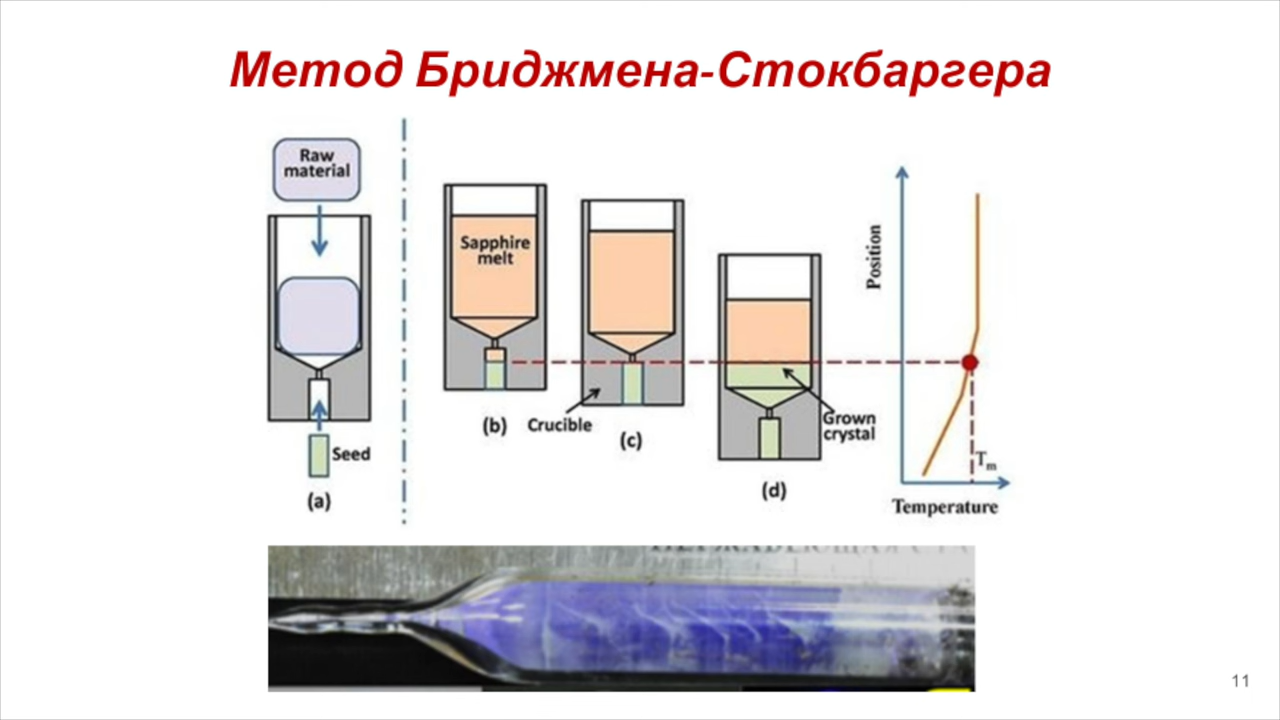 Метод Бриджмена-Стокбаргера
Raw
material
Seed
(a)
Sapphire
melt
(b)
Crucible
(c)
Grown
crystal
(d)
Position
Tm
Temperature
11